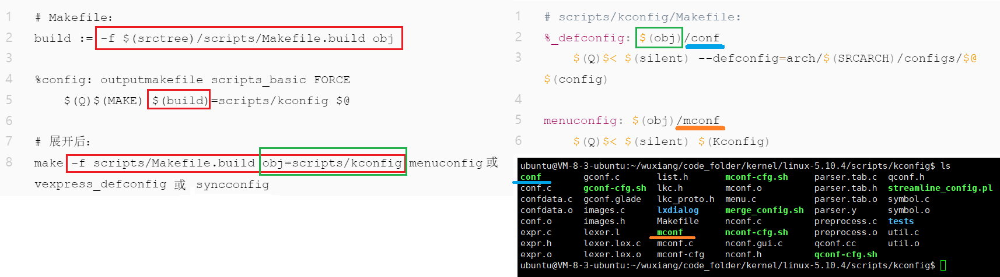 1 # Makefile:
2 build := -f $(srctree)/scripts/Makefile.build obj
3
4 %config: outputmakefile scripts_basic FORCE
5 $(Q)$(MAKE) $(build)=scripts/kconfig $@
6
7 # 展开后:
8 make -f scripts/Makefile.build obj=scripts/kconfig menuconfig 或
vexpress_defconfig 或 syncconfig
1 # scripts/kconfig/Makefile:
2 %_defconfig: $(obj)/conf
3 $(Q)$< $(silent) --defconfig=arch/$(SRCARCH)/configs/$@
$(config)
4
5 menuconfig: $(obj)/mconf
6 $(Q)$< $(silent) $(Kconfig)
ubuntu@VM-8-3-ubuntu:~/wuxiang/code_folder/kernel/linux-5.10.4/scripts/kconfig$ ls
conf gconf.c list.h mconf-cfg.sh parser.tab.c qconf.h
conf.c gconf-cfg.sh lkc.h mconf.o parser.tab.h streamline_config.pl
confdata.c gconf.glade lkc_proto.h menu.c parser.tab.o symbol.c
confdata.o images.c lxdialog merge_config.sh parser.y symbol.o
conf.o images.h Makefile nconf.c preprocess.c tests
expr.c lexer.l mconf nconf-cfg.sh preprocess.o util.c
expr.h lexer.lex.c mconf.c nconf.gui.c qconf.cc util.o
expr.o lexer.lex.o mconf-cfg nconf.h qconf-cfg.sh
ubuntu@VM-8-3-ubuntu:~/wuxiang/code_folder/kernel/linux-5.10.4/scripts/kconfig$